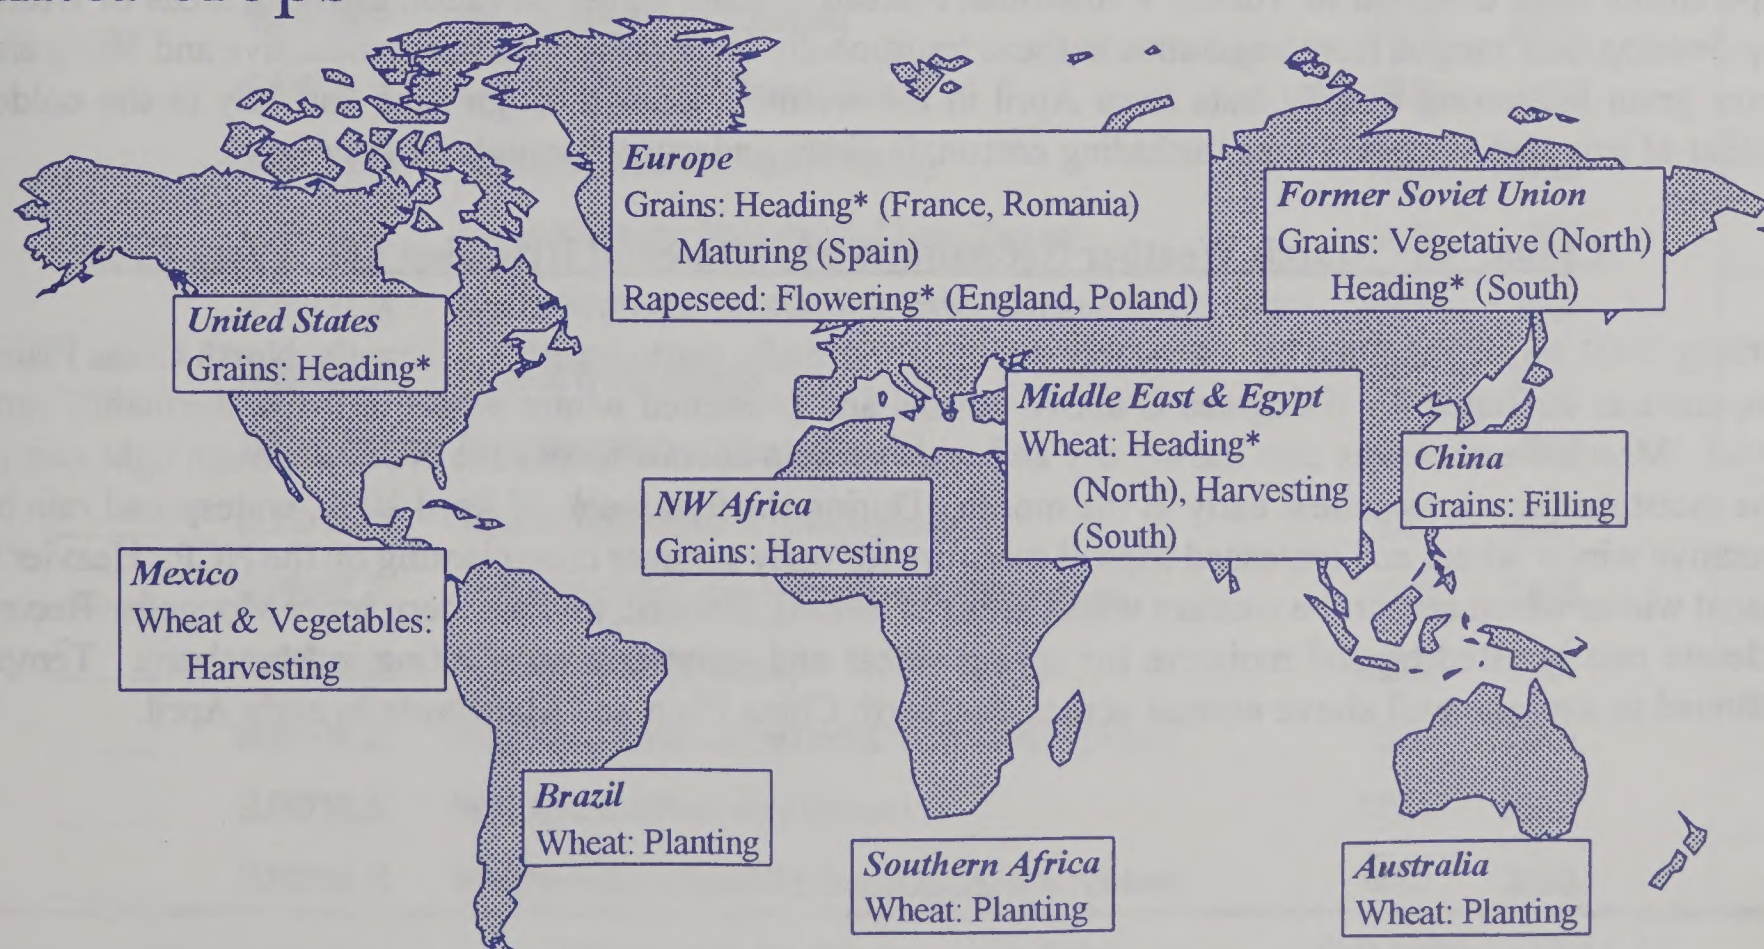 Europe
Grains: Heading* (France, Romania)
Maturing (Spain)
Rapeseed: Flowering* (England, Poland)
Former Soviet Union
Grains: Vegetative (North)
Heading* (South)
United States
Grains: Heading*
Middle East & Egypt
Wheat: Heading*
(North), Harvesting
(South)
China
Grains: Filling
NW Africa
Grains: Harvesting
Mexico
Wheat & Vegetables:
Harvesting
Brazil
Wheat: Planting
Southern Africa
Wheat: Planting
Australia
Wheat: Planting